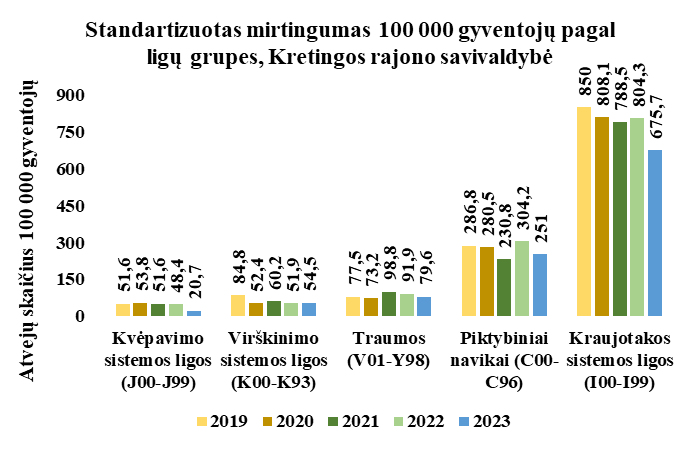 Standartizuotas mirtingumas 100 000 gyventojų pagal
ligų grupes, Kretingos rajono savivaldybė
Atvejų skaičius 100 000 gyventojų
900
750
600
450
300
150
0
51,6
53,8
51,6
48,4
20,7
84,8
52,4
60,2
51,9
54,5
77,5
73,2
98,8
91,9
79,6
286,8
280,5
230,8
304,2
251
850
808,1
788,5
804,3
675,7
Kvėpavimo
sistemos ligos
(J00-J99)
Virškinimo
sistemos ligos
(K00-K93)
Traumos
(V01-Y98)
Piktybiniai
navikai (C00-
C96)
Kraujotakos
sistemos ligos
(I00-I99)
2019
2020
2021
2022
2023